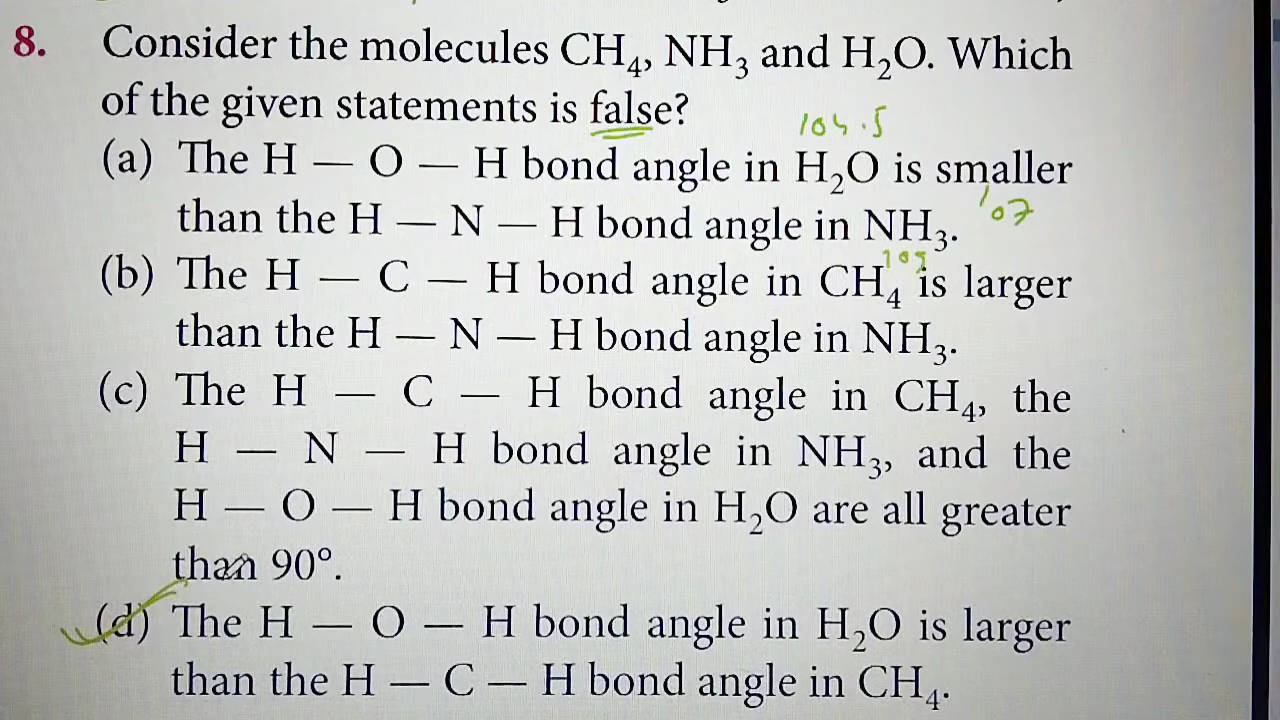 8. Consider the molecules CH₄, NH₃ and H₂O. Which
of the given statements is false?
104.5
(a) The H — O — H bond angle in H₂O is smaller
than the H — N — H bond angle in NH₃. 107
109
(b) The H — C — H bond angle in CH₄ is larger
than the H — N — H bond angle in NH₃.
(c) The H — C — H bond angle in CH₄, the
H — N — H bond angle in NH₃, and the
H — O — H bond angle in H₂O are all greater
than 90°.
(d) The H — O — H bond angle in H₂O is larger
than the H — C — H bond angle in CH₄.